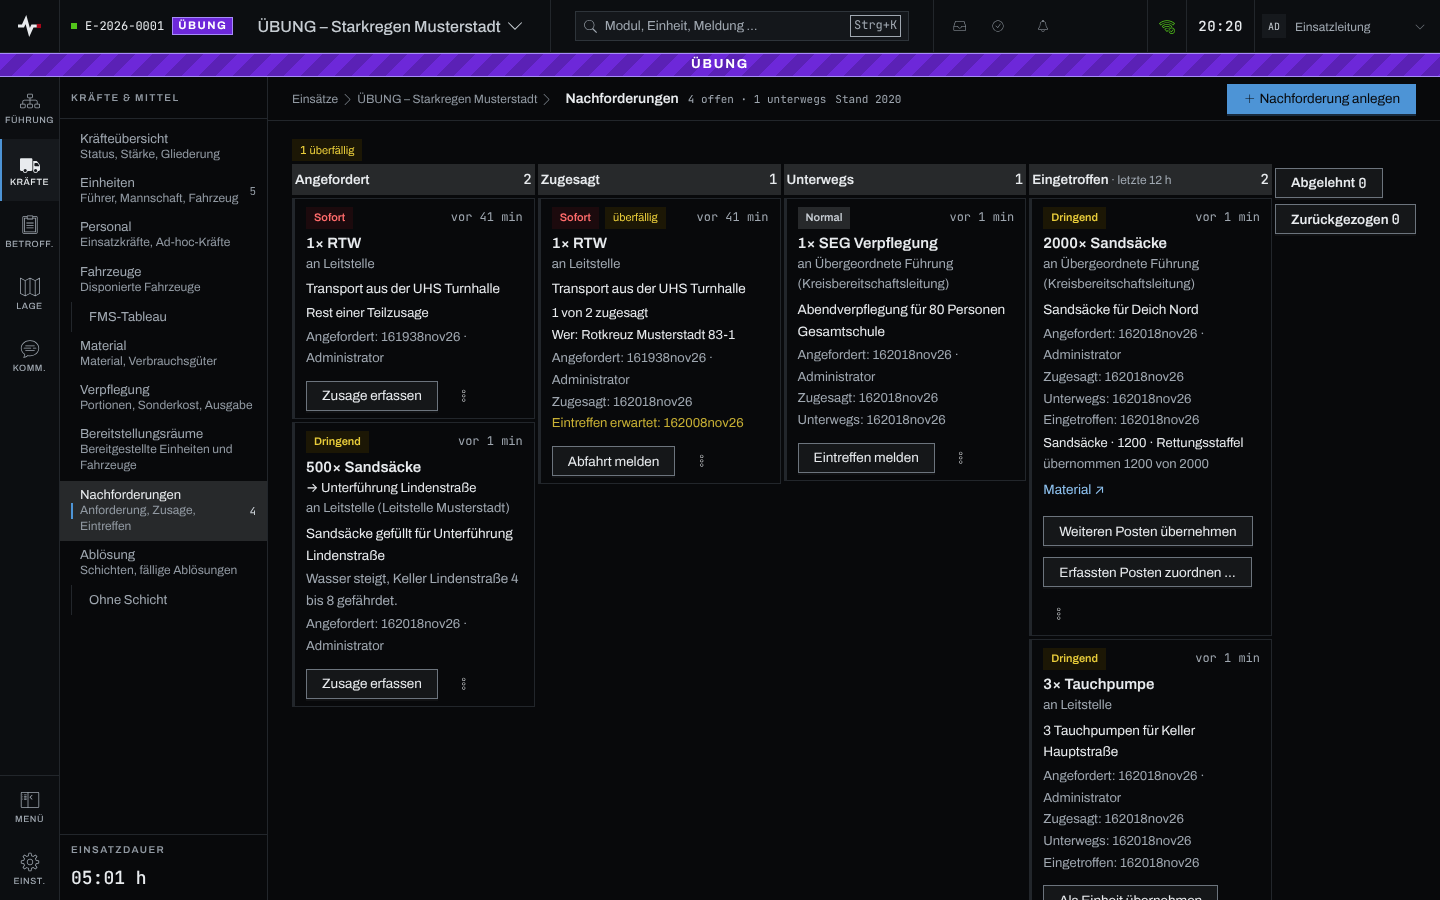 E-2026-0001 ÜBUNG ÜBUNG – Starkregen Musterstadt
Modul, Einheit, Meldung ... Strg+K
20:20 AD Einsatzleitung
ÜBUNG
FÜHRUNG
KRÄFTE
BETROFF.
LAGE
KOMM.
MENÜ
EINST.
KRÄFTE & MITTEL
Kräfteübersicht
Status, Stärke, Gliederung
Einheiten
Führer, Mannschaft, Fahrzeug 5
Personal
Einsatzkräfte, Ad-hoc-Kräfte
Fahrzeuge
Disponierte Fahrzeuge
FMS-Tableau
Material
Material, Verbrauchsgüter
Verpflegung
Portionen, Sonderkost, Ausgabe
Bereitstellungsräume
Bereitgestellte Einheiten und
Fahrzeuge
Nachforderungen
Anforderung, Zusage, 4
Eintreffen
Ablösung
Schichten, fällige Ablösungen
Ohne Schicht
EINSATZDAUER
05:01 h
Einsätze ÜBUNG – Starkregen Musterstadt Nachforderungen 4 offen · 1 unterwegs Stand 2020
+ Nachforderung anlegen
1 überfällig
Angefordert 2
Sofort vor 41 min
1× RTW
an Leitstelle
Transport aus der UHS Turnhalle
Rest einer Teilzusage
Angefordert: 161938nov26 ·
Administrator
Zusage erfassen
Dringend vor 1 min
500× Sandsäcke
→ Unterführung Lindenstraße
an Leitstelle (Leitstelle Musterstadt)
Sandsäcke gefüllt für Unterführung
Lindenstraße
Wasser steigt, Keller Lindenstraße 4
bis 8 gefährdet.
Angefordert: 162018nov26 ·
Administrator
Zusage erfassen
Zugesagt 1
Sofort überfällig vor 41 min
1× RTW
an Leitstelle
Transport aus der UHS Turnhalle
1 von 2 zugesagt
Wer: Rotkreuz Musterstadt 83-1
Angefordert: 161938nov26 ·
Administrator
Zugesagt: 162018nov26
Eintreffen erwartet: 162008nov26
Abfahrt melden
Unterwegs 1
Normal vor 1 min
1× SEG Verpflegung
an Übergeordnete Führung
(Kreisbereitschaftsleitung)
Abendverpflegung für 80 Personen
Gesamtschule
Angefordert: 162018nov26 ·
Administrator
Zugesagt: 162018nov26
Unterwegs: 162018nov26
Eintreffen melden
Eingetroffen · letzte 12 h 2
Dringend vor 1 min
2000× Sandsäcke
an Übergeordnete Führung
(Kreisbereitschaftsleitung)
Sandsäcke für Deich Nord
Angefordert: 162018nov26 ·
Administrator
Zugesagt: 162018nov26
Unterwegs: 162018nov26
Eingetroffen: 162018nov26
Sandsäcke · 1200 · Rettungsstaffel
übernommen 1200 von 2000
Material ↗
Weiteren Posten übernehmen
Erfassten Posten zuordnen ...
Dringend vor 1 min
3× Tauchpumpe
an Leitstelle
3 Tauchpumpen für Keller
Hauptstraße
Angefordert: 162018nov26 ·
Administrator
Zugesagt: 162018nov26
Unterwegs: 162018nov26
Eingetroffen: 162018nov26
Als Einheit übernehmen
Abgelehnt 0
Zurückgezogen 0